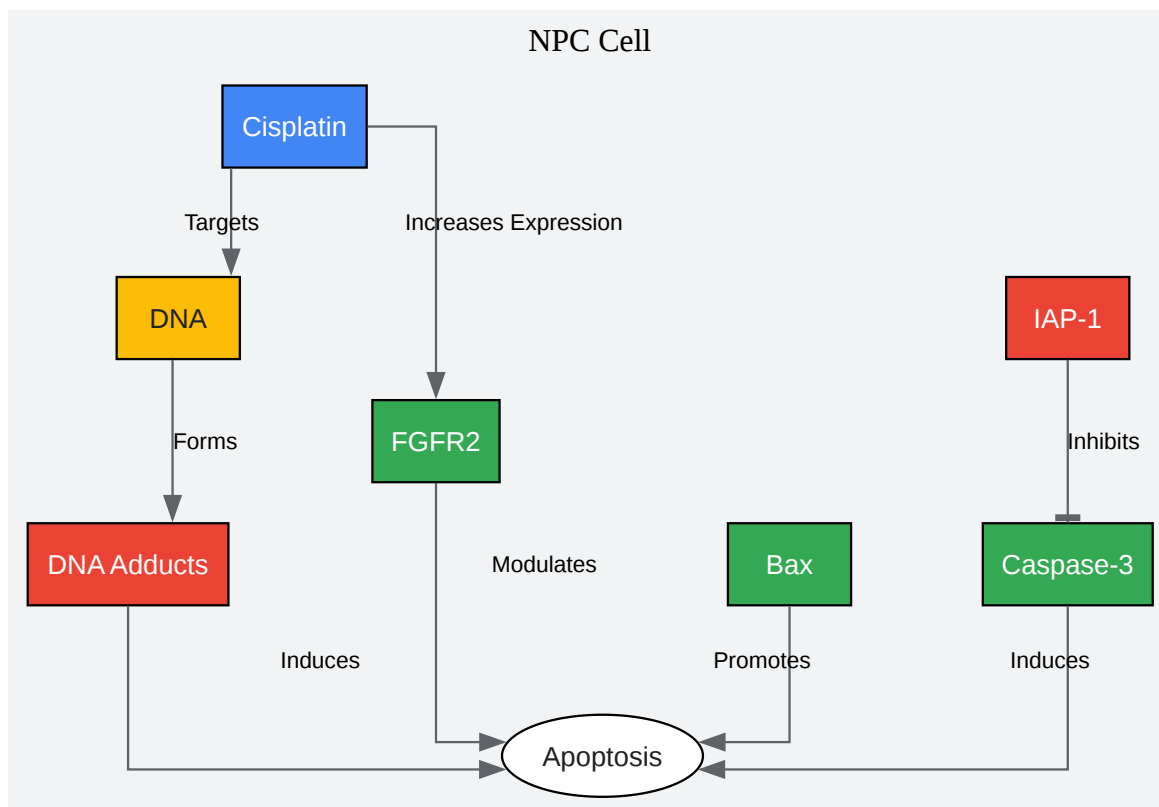 NPC Cell
Cisplatin
Targets
Increases Expression
DNA
IAP-1
Forms
FGFR2
Inhibits
DNA Adducts
Modulates
Bax
Caspase-3
Induces
Promotes
Induces
Apoptosis